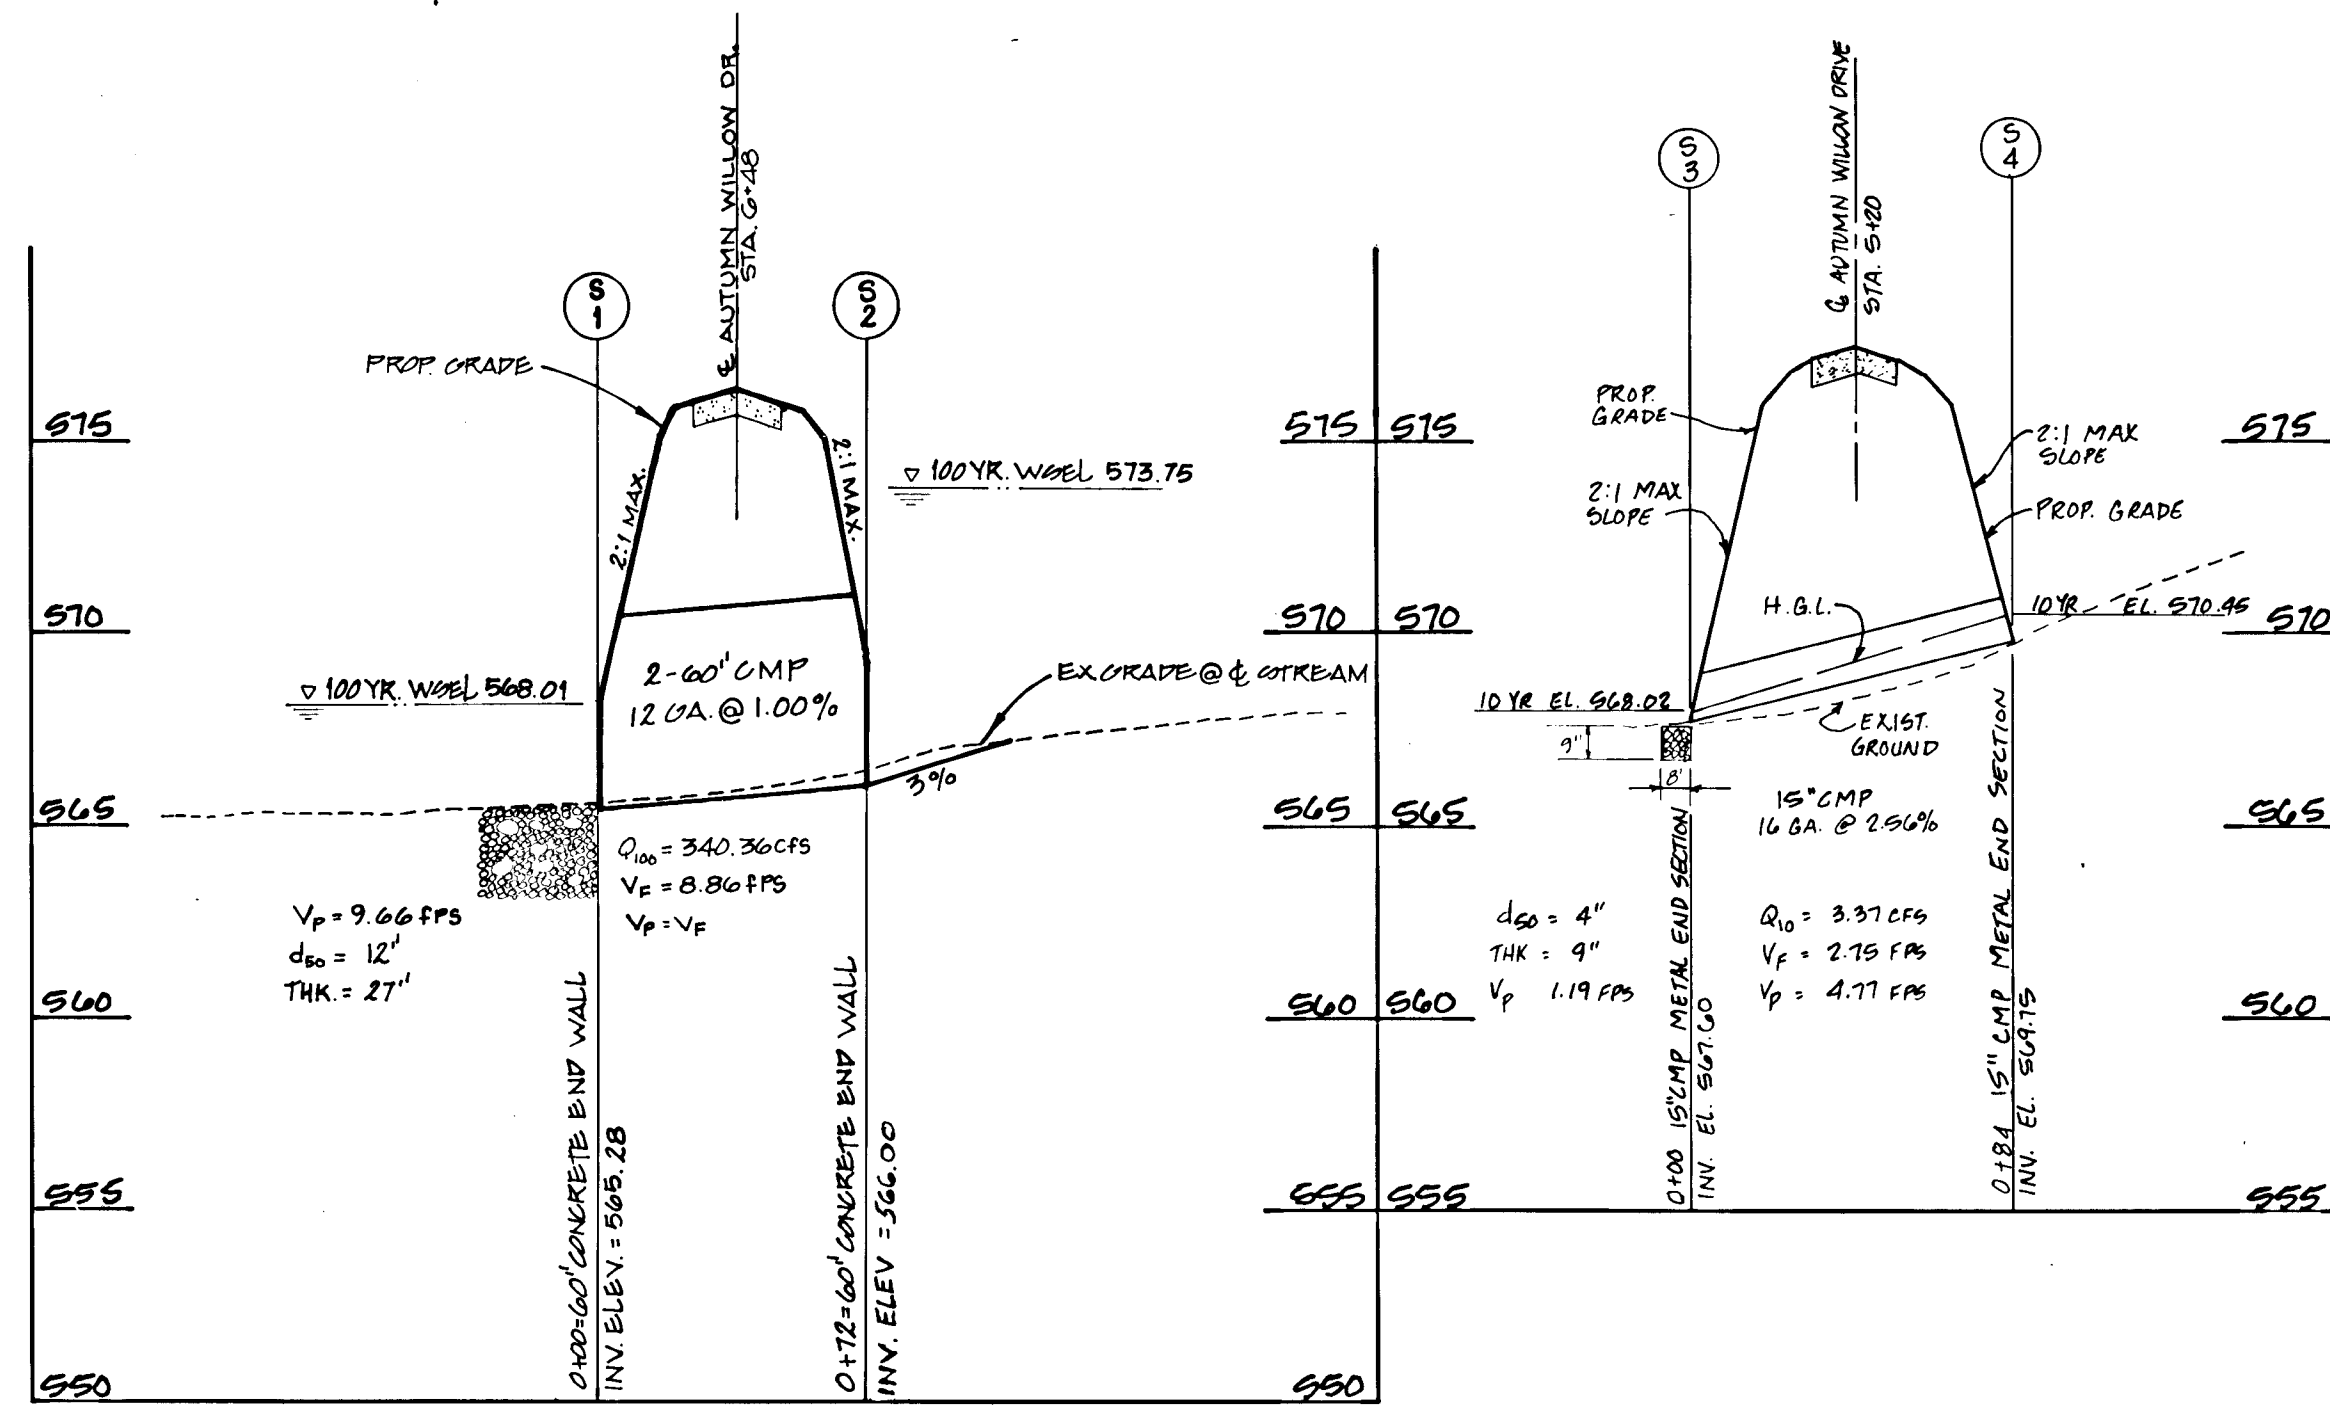 ℄ AUTUMN WILLOW DR.
STA. 6+48
S
1
S
2
PROP. GRADE
2:1 MAX.
2:1 MAX.
▽ 100 YR. WSEL 573.75
▽ 100 YR. WSEL 568.01
2-60" CMP
12 GA. @ 1.00%
EX GRADE @ ℄ STREAM
3%
Q100 = 340.36 CFS
VF = 8.86 FPS
VP = VF
VP = 9.66 FPS
d50 = 12"
THK. = 27"
0+00=60" CONCRETE END WALL
INV. ELEV. = 565.28
0+72=60" CONCRETE END WALL
INV. ELEV = 566.00
575
570
565
560
555
550
575
570
565
560
555
550
℄ AUTUMN WILLOW DRIVE
STA. 5+20
S
3
S
4
PROP.
GRADE
2:1 MAX
SLOPE
2:1 MAX
SLOPE
PROP. GRADE
H.G.L.
10 YR EL. 570.45
10 YR EL. 568.02
EXIST.
GROUND
9"
8'
15" CMP
16 GA. @ 2.56%
d50 = 4"
THK = 9"
VP 1.19 FPS
Q10 = 3.37 CFS
VF = 2.75 FPS
VP = 4.77 FPS
0+00 15" CMP METAL END SECTION
INV. EL. 567.60
0+84 15" CMP METAL END SECTION
INV. EL. 569.75
575
570
565
560
555
575
570
565
560
555